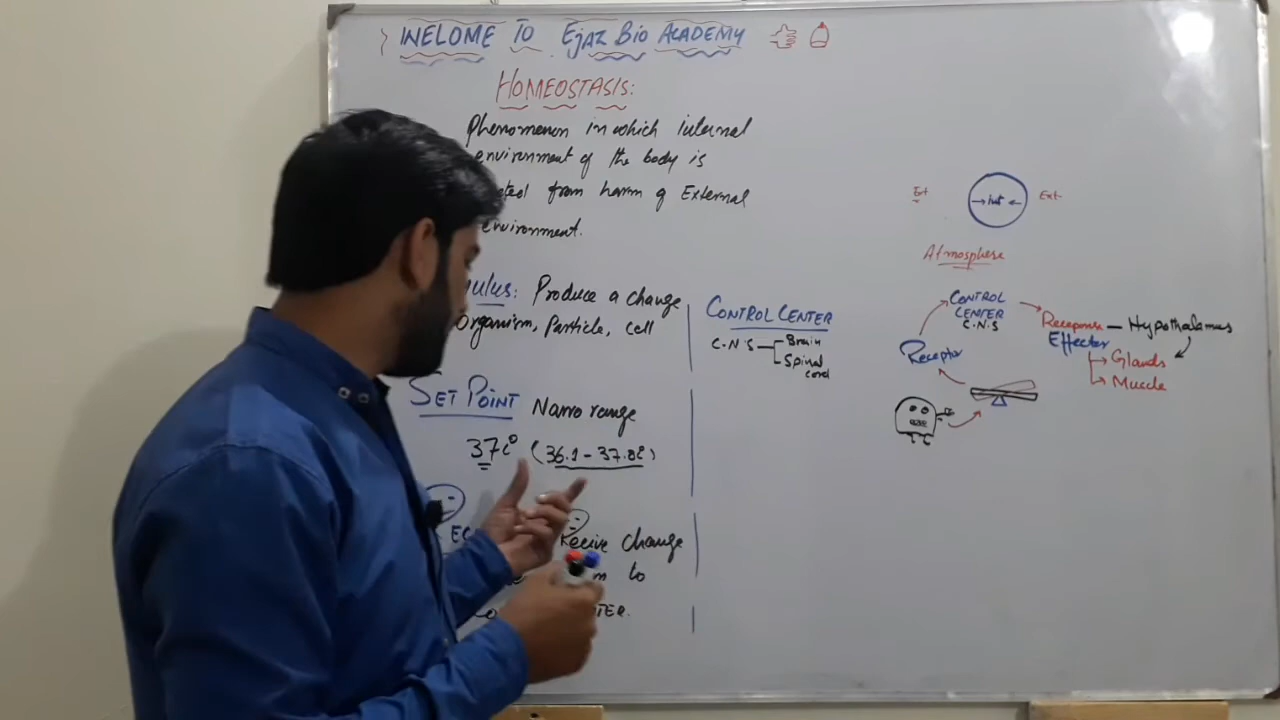 WELOME TO Ejaz Bio ACADEMY
HOMEOSTASIS:
Phenomenon in which internal
environment of the body is
from harm of External
environment.
Produce a change
Organism, Particle, cell
SET POINT Narro range
37c° (36.1 - 37.8c)
Recive change
to
CONTROL CENTER
C.N.S Brain
Spinal
cord
Ext Int Ext
Atmosphere
CONTROL
CENTER
C.N.S
Receptor
Response Hypothalamus
Effector
Glands
Muscle